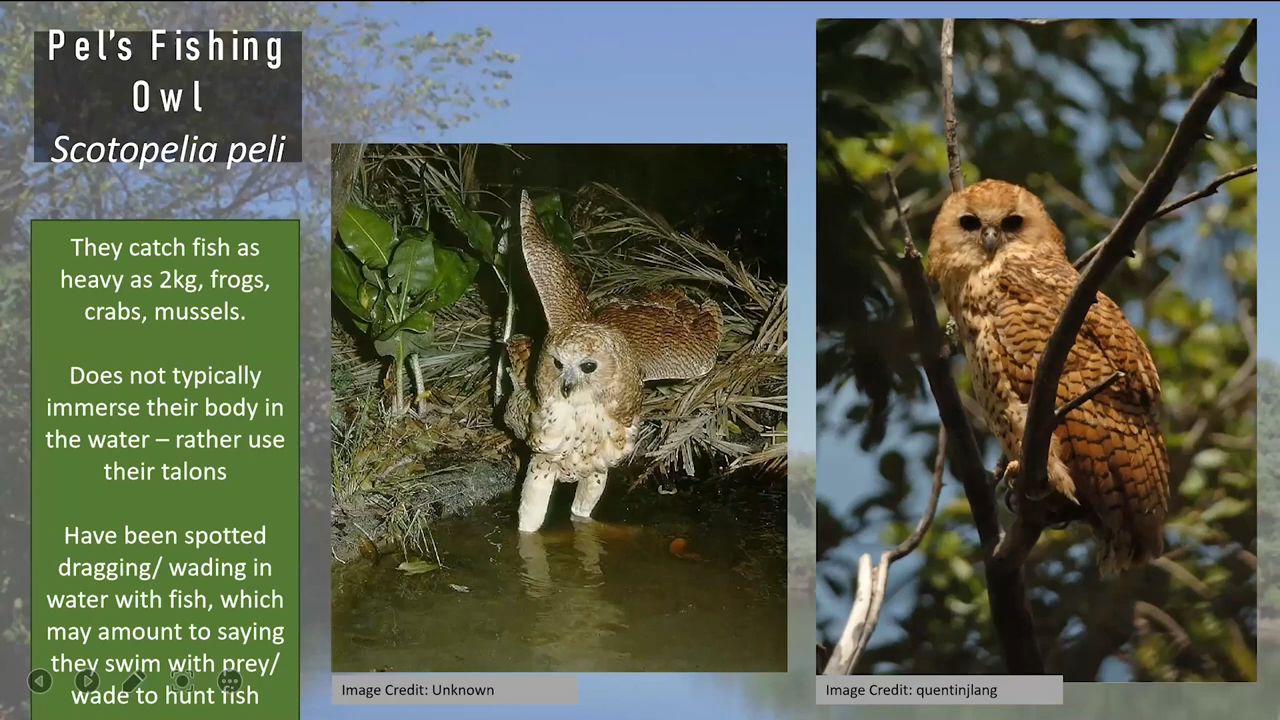 Pel's Fishing
Owl
Scotopelia peli
They catch fish as
heavy as 2kg, frogs,
crabs, mussels.
Does not typically
immerse their body in
the water – rather use
their talons
Have been spotted
dragging/ wading in
water with fish, which
may amount to saying
they swim with prey/
wade to hunt fish
Image Credit: Unknown
Image Credit: quentinjlang